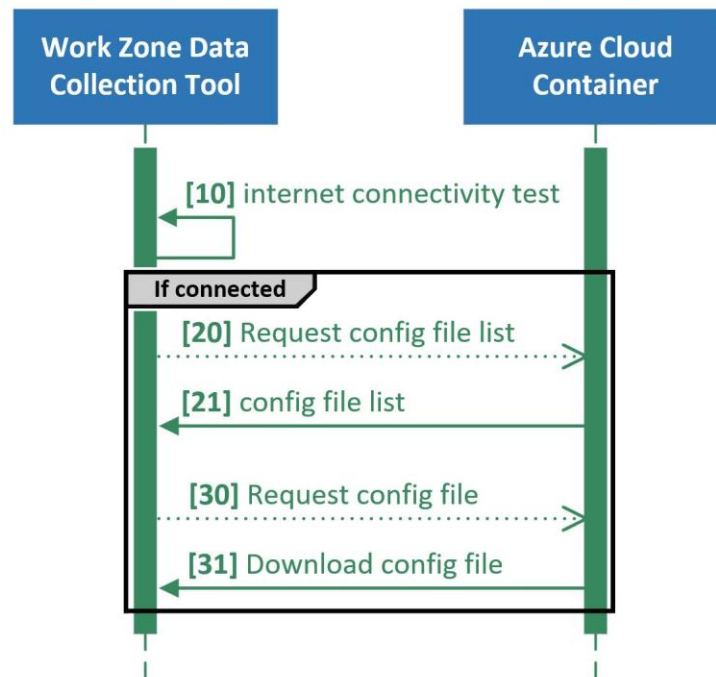 Work Zone Data
Collection Tool
Azure Cloud
Container
[10] internet connectivity test
If connected
[20] Request config file list
[21] config file list
[30] Request config file
[31] Download config file